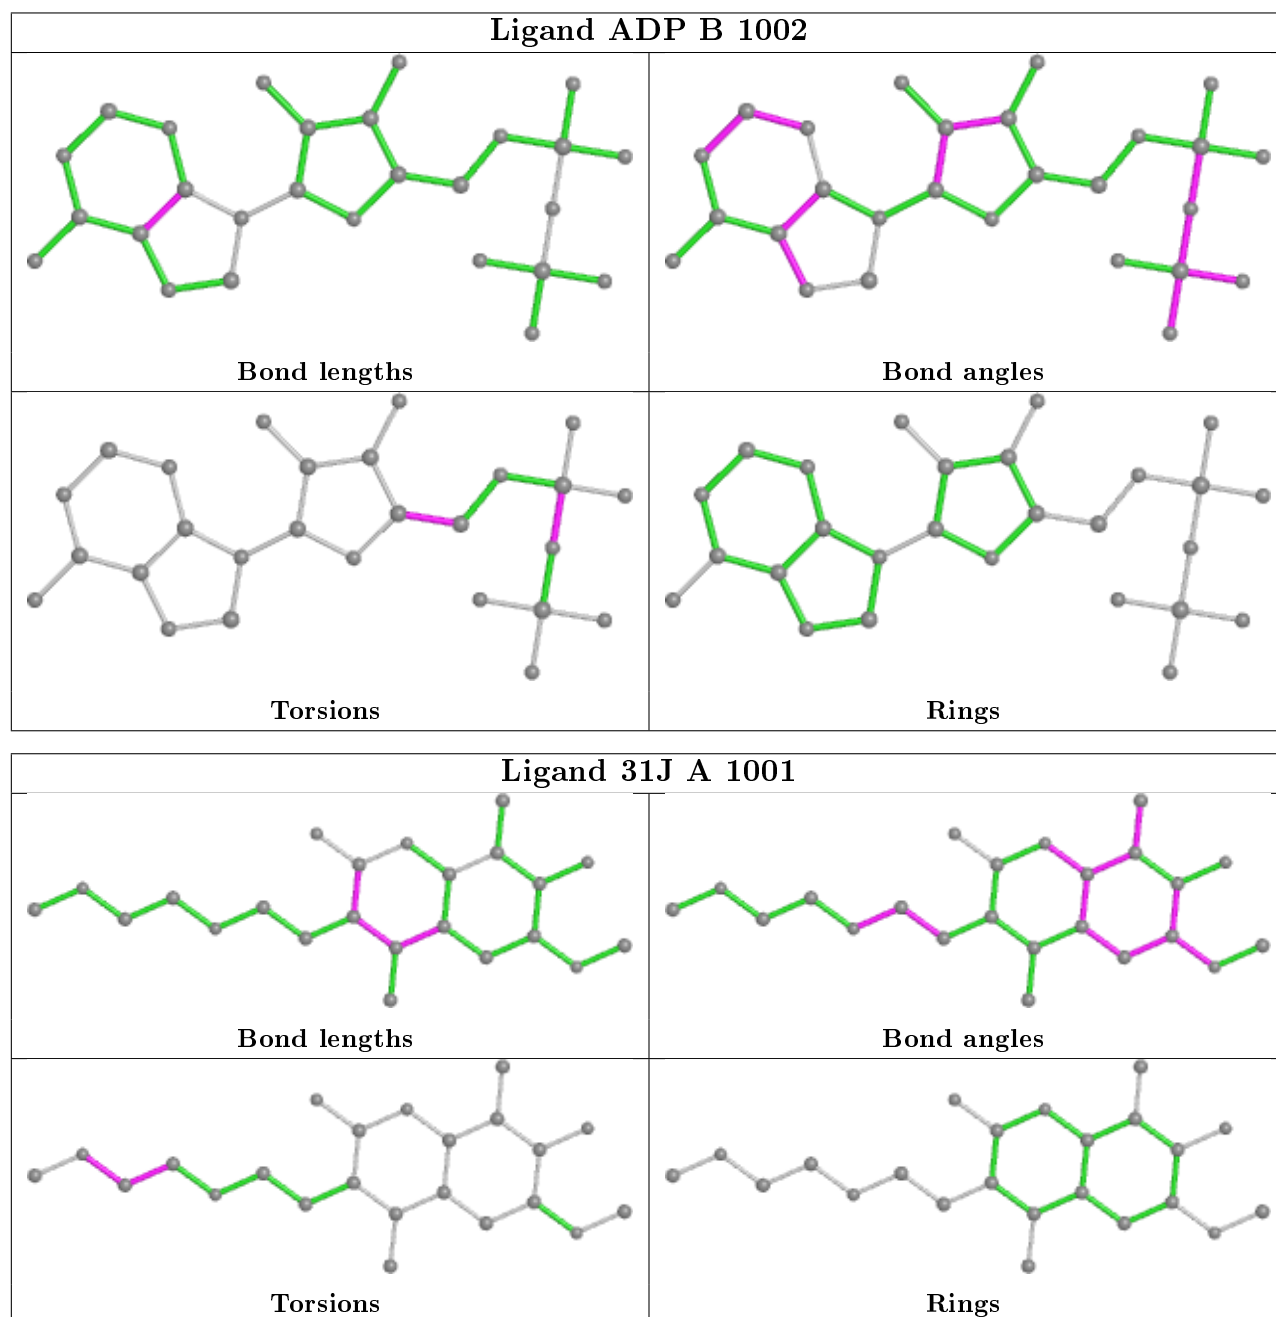 Ligand ADP B 1002
Bond lengths
Bond angles
Torsions
Rings
Ligand 31J A 1001
Bond lengths
Bond angles
Torsions
Rings